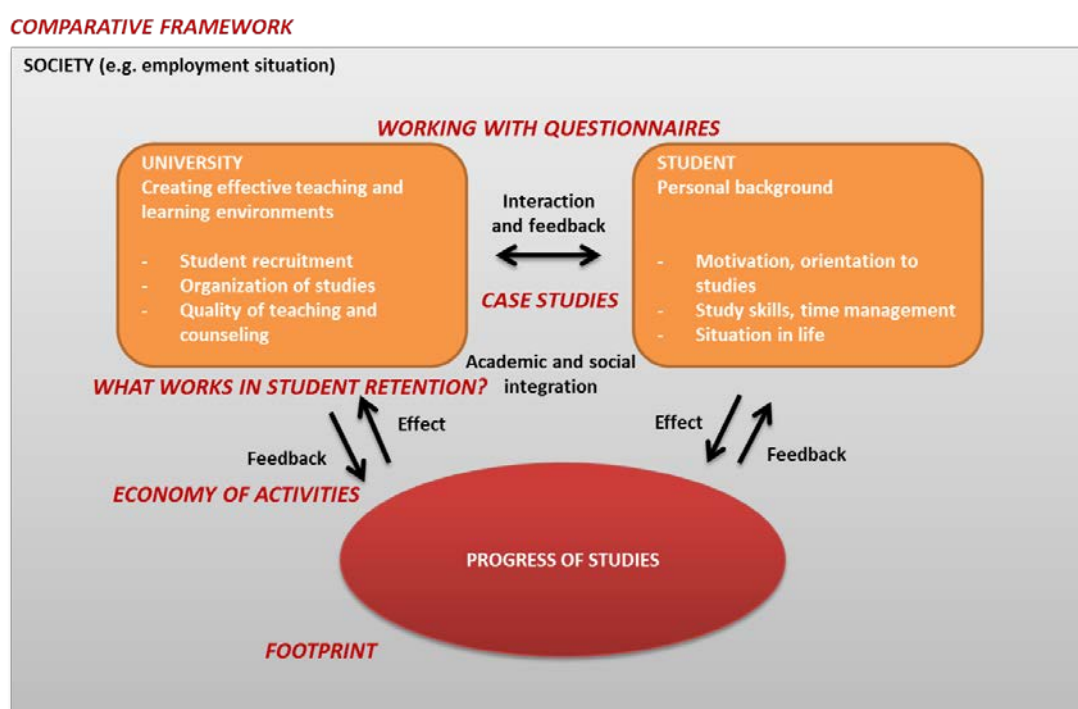 COMPARATIVE FRAMEWORK
SOCIETY (e.g. employment situation)
WORKING WITH QUESTIONNAIRES
UNIVERSITY
Creating effective teaching and
learning environments
- Student recruitment
- Organization of studies
- Quality of teaching and
counseling
Interaction
and feedback
CASE STUDIES
STUDENT
Personal background
- Motivation, orientation to
studies
- Study skills, time management
- Situation in life
Academic and social
integration
WHAT WORKS IN STUDENT RETENTION?
Effect
Feedback
Effect
Feedback
ECONOMY OF ACTIVITIES
PROGRESS OF STUDIES
FOOTPRINT